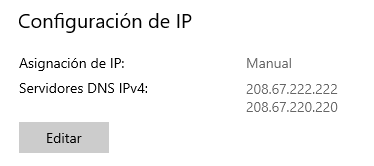 Configuración de IP
Asignación de IP: Manual
Servidores DNS IPv4: 208.67.222.222
208.67.220.220
Editar